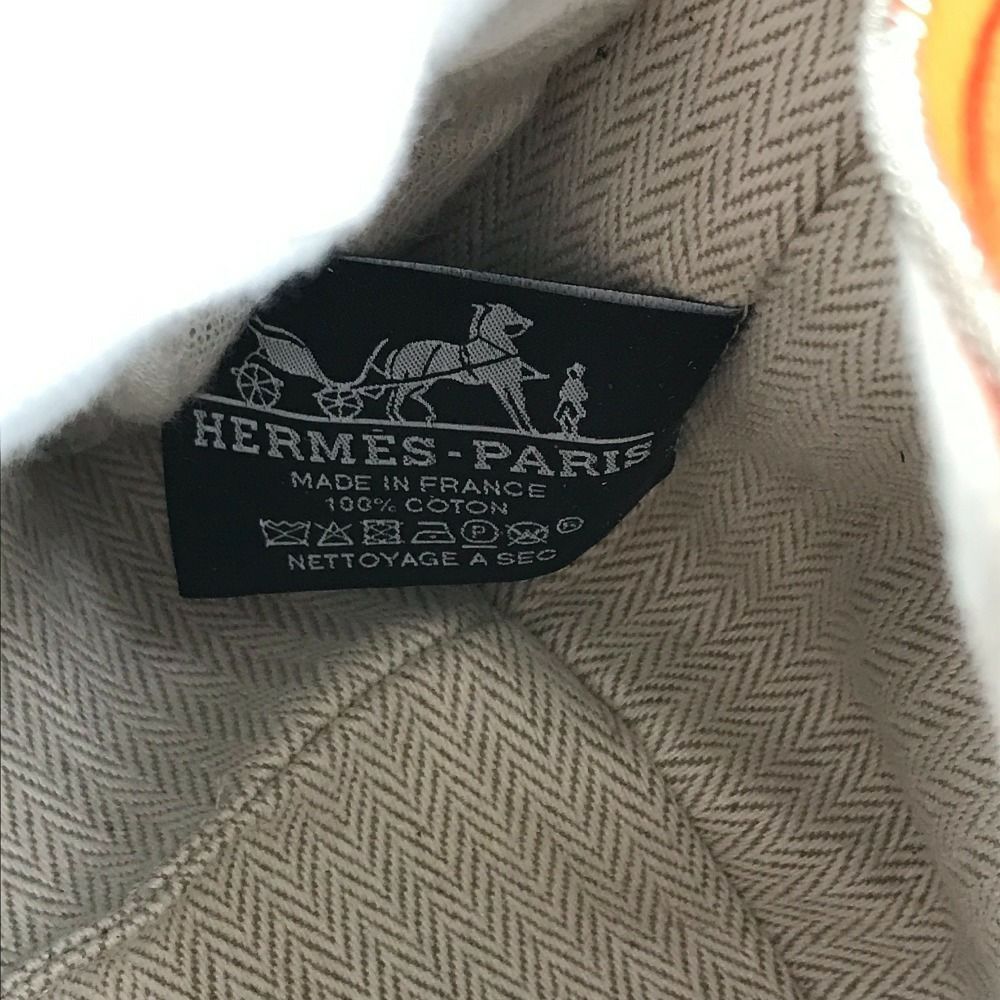 HERMÈS-PARIS
MADE IN FRANCE
100% COTON
P
NETTOYAGE A SEC